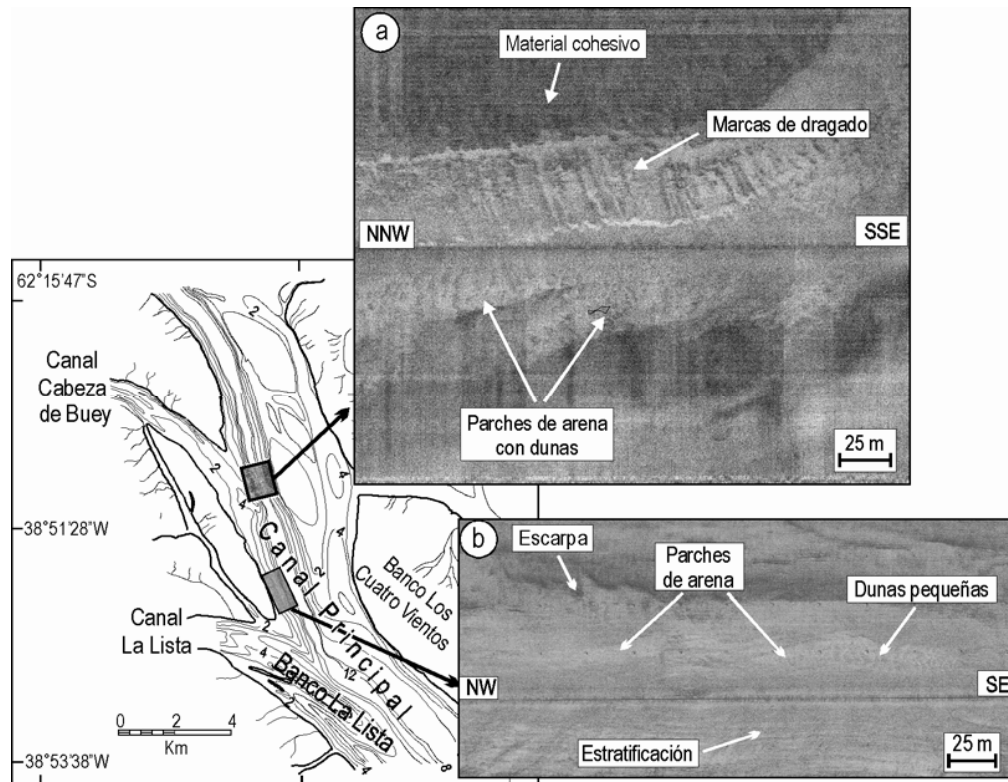 a
Material cohesivo
Marcas de dragado
NNW
SSE
Parches de arena
con dunas
25 m
62°15'47"S
2
Canal
Cabeza
de Buey
2
4
4
4
38°51'28"W
2
Canal Principal
Banco Los
Cuatro Vientos
Canal
La Lista
2
4
12
Banco La Lista
0 2 4
Km
4
8
38°53'38"W
b
Escarpa
Parches
de arena
Dunas pequeñas
NW
SE
Estratificación
25 m